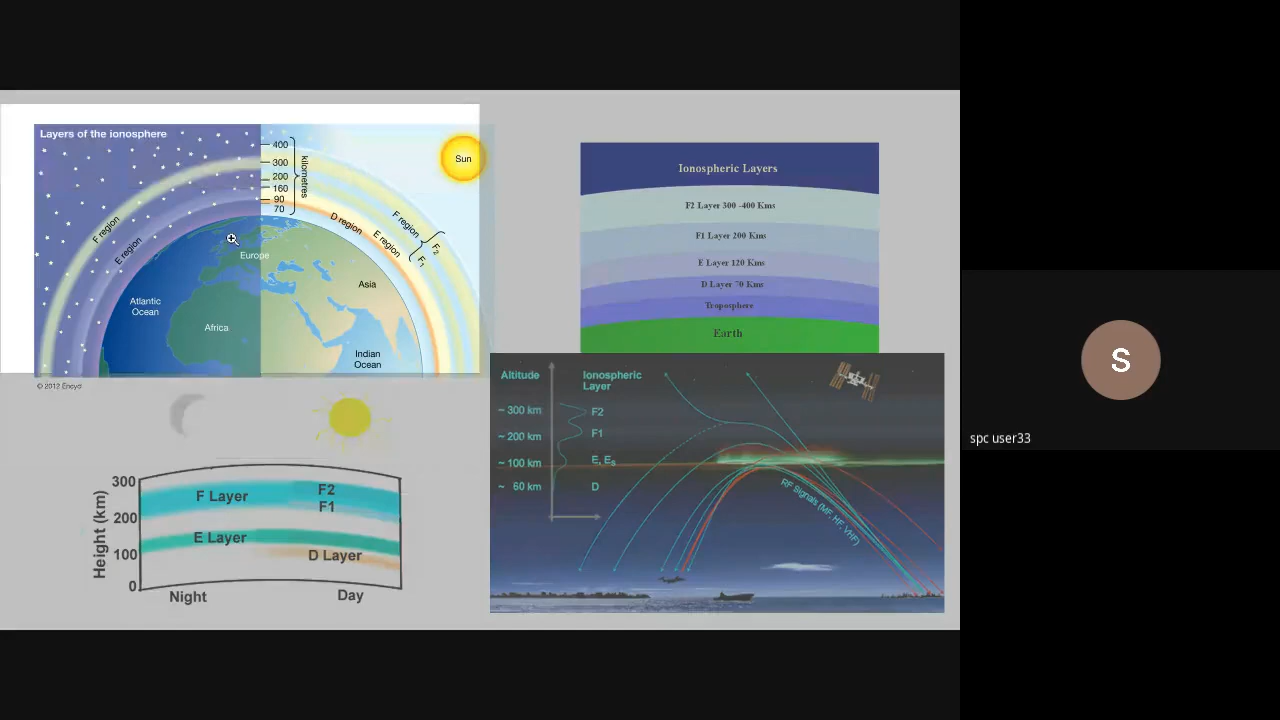 Layers of the ionosphere
400
300
200
160
90
70
kilometres
Sun
F region
E region
D region
E region
F region
F2
F1
Europe
Asia
Atlantic
Ocean
Africa
Indian
Ocean
© 2012 Encyd
Ionospheric Layers
F2 Layer 300 -400 Kms
F1 Layer 200 Kms
E Layer 120 Kms
D Layer 70 Kms
Troposphere
Earth
Height (km)
300
200
100
0
F Layer
F2
F1
E Layer
D Layer
Night
Day
Altitude
Ionospheric
Layer
~ 300 km
F2
~ 200 km
F1
~ 100 km
E, Es
~ 60 km
D
RF Signals (MF, HF, VHF)
S
spc user33